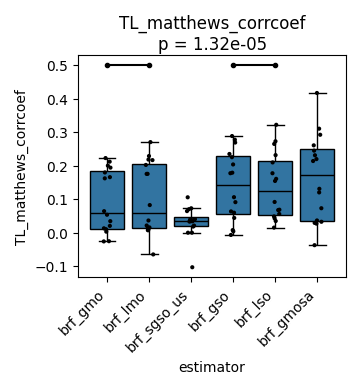 TL_matthews_corrcoef
p = 1.32e-05
TL_matthews_corrcoef
0.5
0.4
0.3
0.2
0.1
0.0
−0.1
brf_gmo
brf_lmo
brf_sgso_us
brf_gso
brf_lso
brf_gmosa
estimator